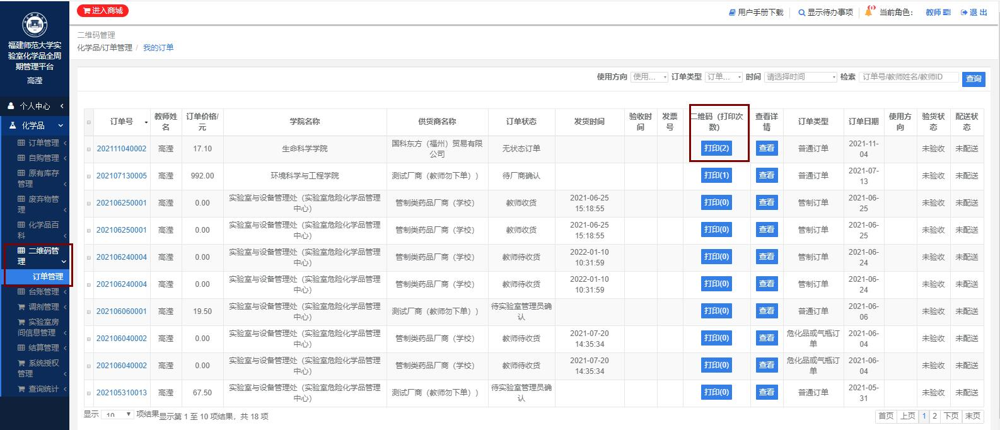 进入商城
用户手册下载
显示待办事项
当前角色：
教师
退 出
福建师范大学实
验室化学品全周
期管理平台
高滢
二维码管理
化学品/订单管理 / 我的订单
个人中心
化学品
订单管理
自购管理
原有库存
管理
废弃物管
理
化学品百
科
二维码管
理
订单管理
台账管理
调剂管理
实验室房
间信息管理
结算管理
系统授权
管理
查询统计
使用方向 使用... 订单类型 订单... 时间 请选择时间 检索 订单号/教师姓名/教师ID 查询
订单号 教师姓名 订单价格/元 学院名称 供货商名称 订单状态 发货时间 验收时间 发票号 二维码（打印次数） 查看详情 订单类型 订单日期 使用方向 验货状态 配送状态
202111040002 高滢 17.10 生命科学学院 国科东方（福州）贸易有限公司 无状态订单 打印(2) 查看 普通订单 2021-11-04 未验收 未配送
202107130005 高滢 992.00 环境科学与工程学院 测试厂商（教师勿下单）） 待厂商确认 打印(1) 查看 普通订单 2021-07-13 未验收 未配送
202106250001 高滢 0.00 实验室与设备管理处（实验室危险化学品管理中心） 管制类药品厂商（学校） 教师收货 2021-06-25 15:18:55 打印(0) 查看 管制订单 2021-06-25 未验收 未配送
202106250001 高滢 0.00 实验室与设备管理处（实验室危险化学品管理中心） 管制类药品厂商（学校） 教师收货 2021-06-25 15:18:55 打印(0) 查看 管制订单 2021-06-25 未验收 未配送
202106240004 高滢 0.00 实验室与设备管理处（实验室危险化学品管理中心） 管制类药品厂商（学校） 教师待收货 2022-01-10 10:31:59 打印(0) 查看 管制订单 2021-06-24 未验收 未配送
202106240004 高滢 0.00 实验室与设备管理处（实验室危险化学品管理中心） 管制类药品厂商（学校） 教师待收货 2022-01-10 10:31:59 打印(0) 查看 管制订单 2021-06-24 未验收 未配送
202106060001 高滢 19.50 实验室与设备管理处（实验室危险化学品管理中心） 测试厂商（教师勿下单）） 待实验室管理员确认 打印(0) 查看 普通订单 2021-06-06 未验收 未配送
202106040002 高滢 0.00 实验室与设备管理处（实验室危险化学品管理中心） 管制类药品厂商（学校） 教师待收货 2021-07-20 14:35:34 打印(0) 查看 危化品或气瓶订单 2021-06-04 未验收 未配送
202106040002 高滢 0.00 实验室与设备管理处（实验室危险化学品管理中心） 管制类药品厂商（学校） 教师待收货 2021-07-20 14:35:34 打印(0) 查看 危化品或气瓶订单 2021-06-04 未验收 未配送
202105310013 高滢 67.50 实验室与设备管理处（实验室危险化学品管理中心） 测试厂商（教师勿下单）） 待实验室管理员确认 打印(0) 查看 普通订单 2021-05-31 未验收 未配送
显示 10 项结果 显示第 1 至 10 项结果，共 18 项
首页 上页 1 2 下页 末页